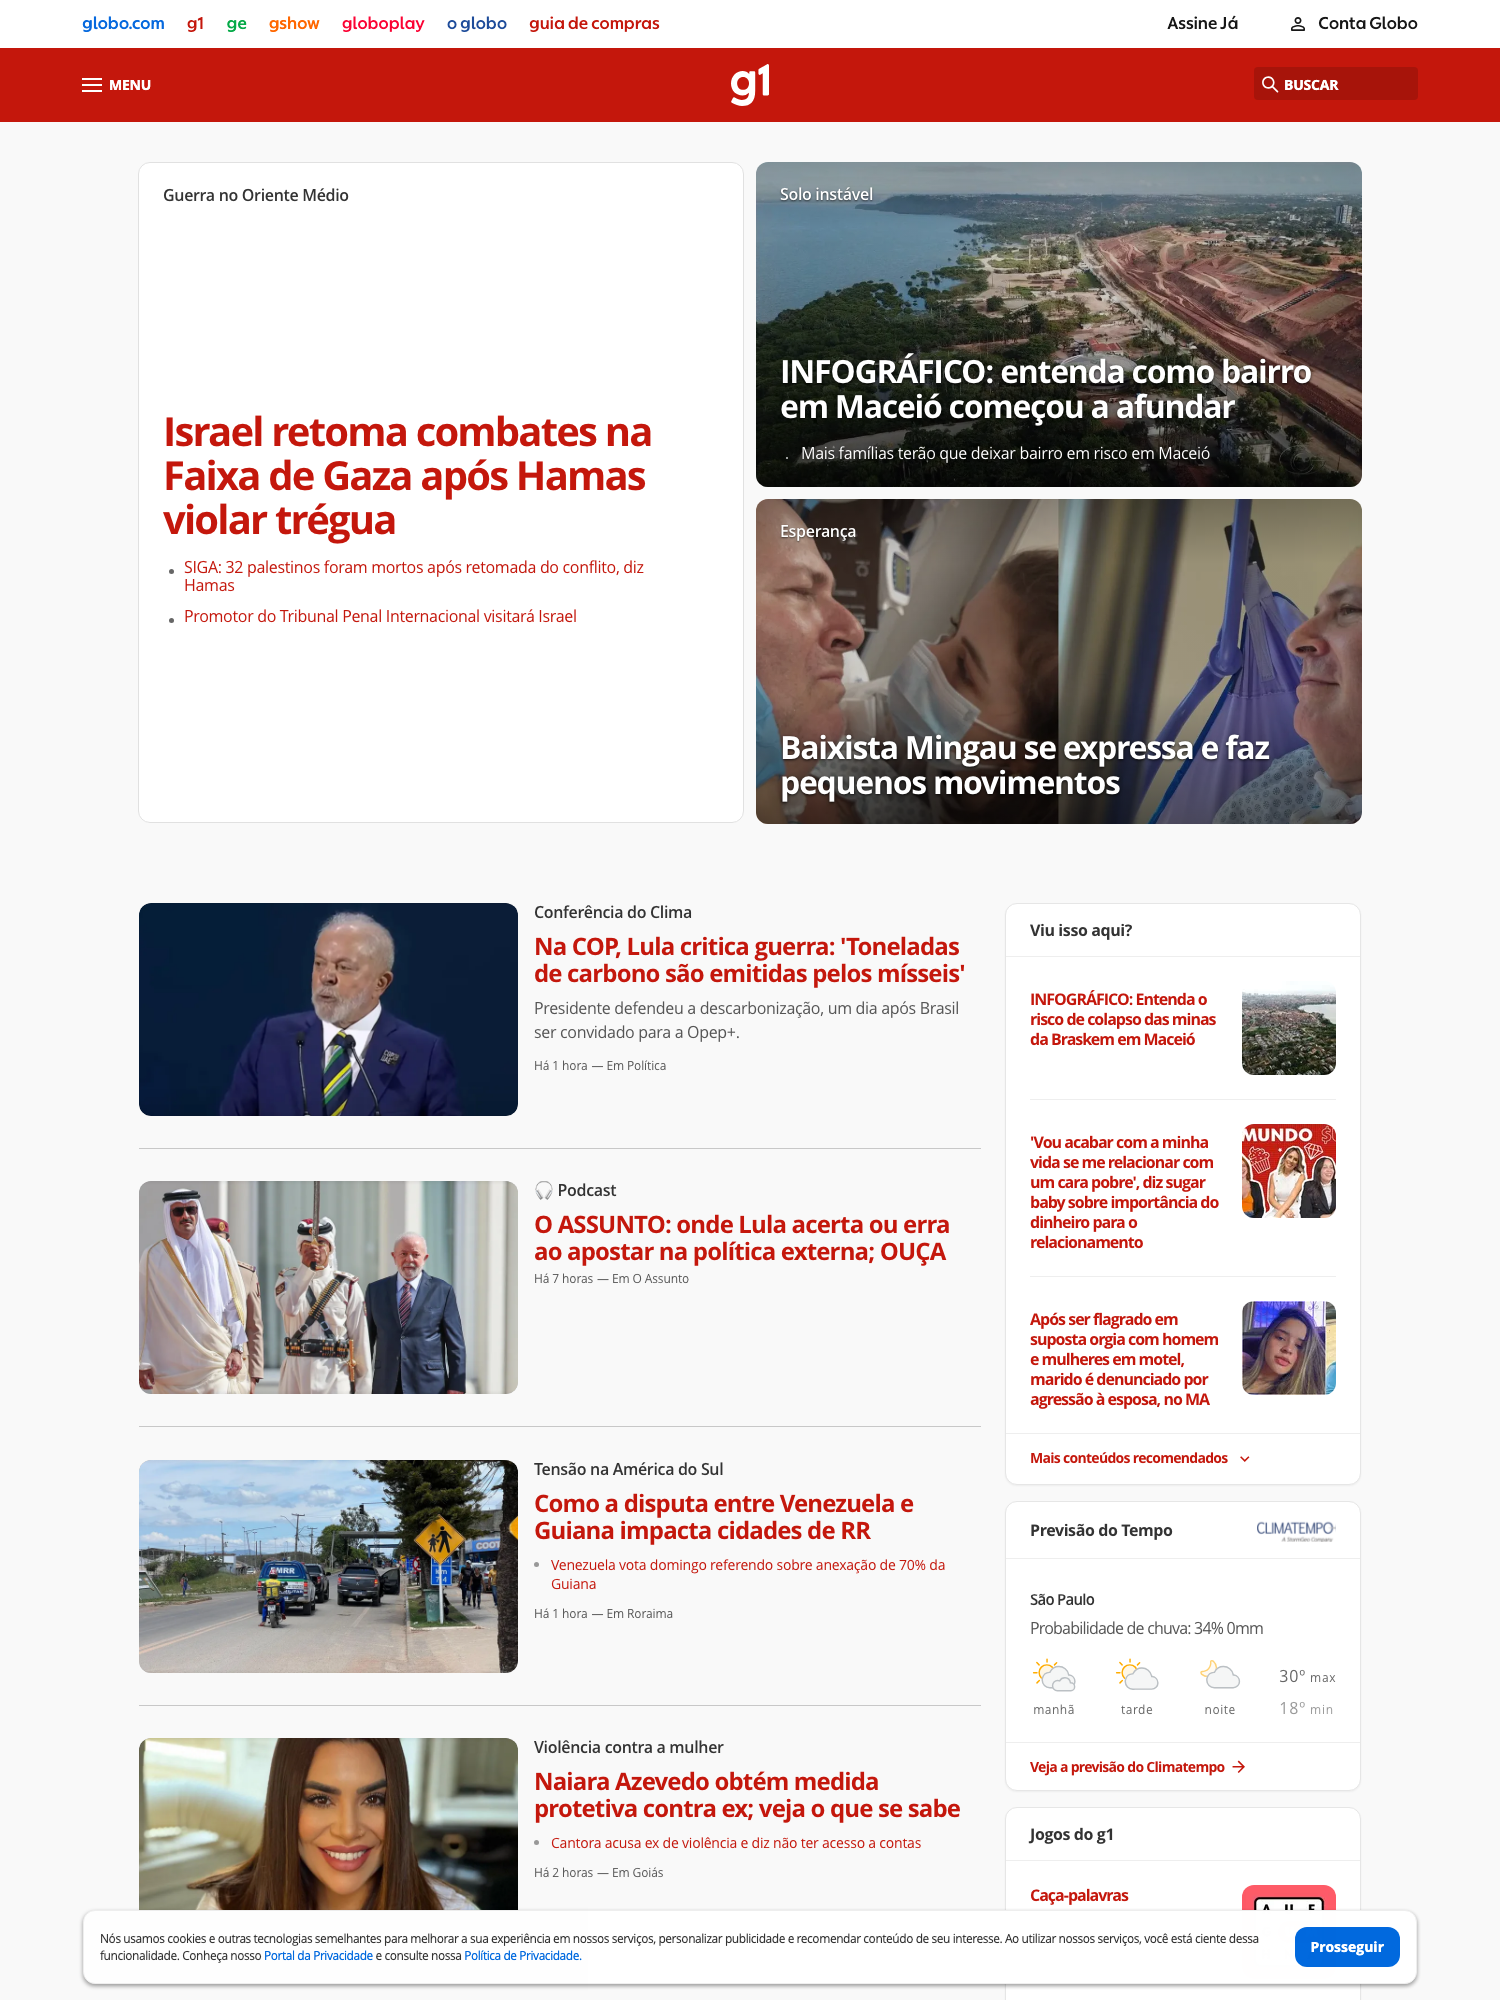 globo.com g1 ge gshow globoplay o globo guia de compras Assine Já Conta Globo
MENU g1 BUSCAR
Guerra no Oriente Médio
Israel retoma combates na
Faixa de Gaza após Hamas
violar trégua
SIGA: 32 palestinos foram mortos após retomada do conflito, diz
Hamas
Promotor do Tribunal Penal Internacional visitará Israel
Solo instável
INFOGRÁFICO: entenda como bairro
em Maceió começou a afundar
Mais famílias terão que deixar bairro em risco em Maceió
Esperança
Baixista Mingau se expressa e faz
pequenos movimentos
Conferência do Clima
Na COP, Lula critica guerra: 'Toneladas
de carbono são emitidas pelos mísseis'
Presidente defendeu a descarbonização, um dia após Brasil
ser convidado para a Opep+.
Há 1 hora — Em Política
🎧 Podcast
O ASSUNTO: onde Lula acerta ou erra
ao apostar na política externa; OUÇA
Há 7 horas — Em O Assunto
Tensão na América do Sul
Como a disputa entre Venezuela e
Guiana impacta cidades de RR
Venezuela vota domingo referendo sobre anexação de 70% da
Guiana
Há 1 hora — Em Roraima
Violência contra a mulher
Naiara Azevedo obtém medida
protetiva contra ex; veja o que se sabe
Cantora acusa ex de violência e diz não ter acesso a contas
Há 2 horas — Em Goiás
Viu isso aqui?
INFOGRÁFICO: Entenda o
risco de colapso das minas
da Braskem em Maceió
'Vou acabar com a minha
vida se me relacionar com
um cara pobre', diz sugar
baby sobre importância do
dinheiro para o
relacionamento
MUNDO
Após ser flagrado em
suposta orgia com homem
e mulheres em motel,
marido é denunciado por
agressão à esposa, no MA
Mais conteúdos recomendados
Previsão do Tempo
CLIMATEMPO
A StormGeo Company
São Paulo
Probabilidade de chuva: 34% 0mm
manhã tarde noite
30º max
18º min
Veja a previsão do Climatempo
Jogos do g1
Caça-palavras
Nós usamos cookies e outras tecnologias semelhantes para melhorar a sua experiência em nossos serviços, personalizar publicidade e recomendar conteúdo de seu interesse. Ao utilizar nossos serviços, você está ciente dessa
funcionalidade. Conheça nosso Portal da Privacidade e consulte nossa Política de Privacidade.
Prosseguir